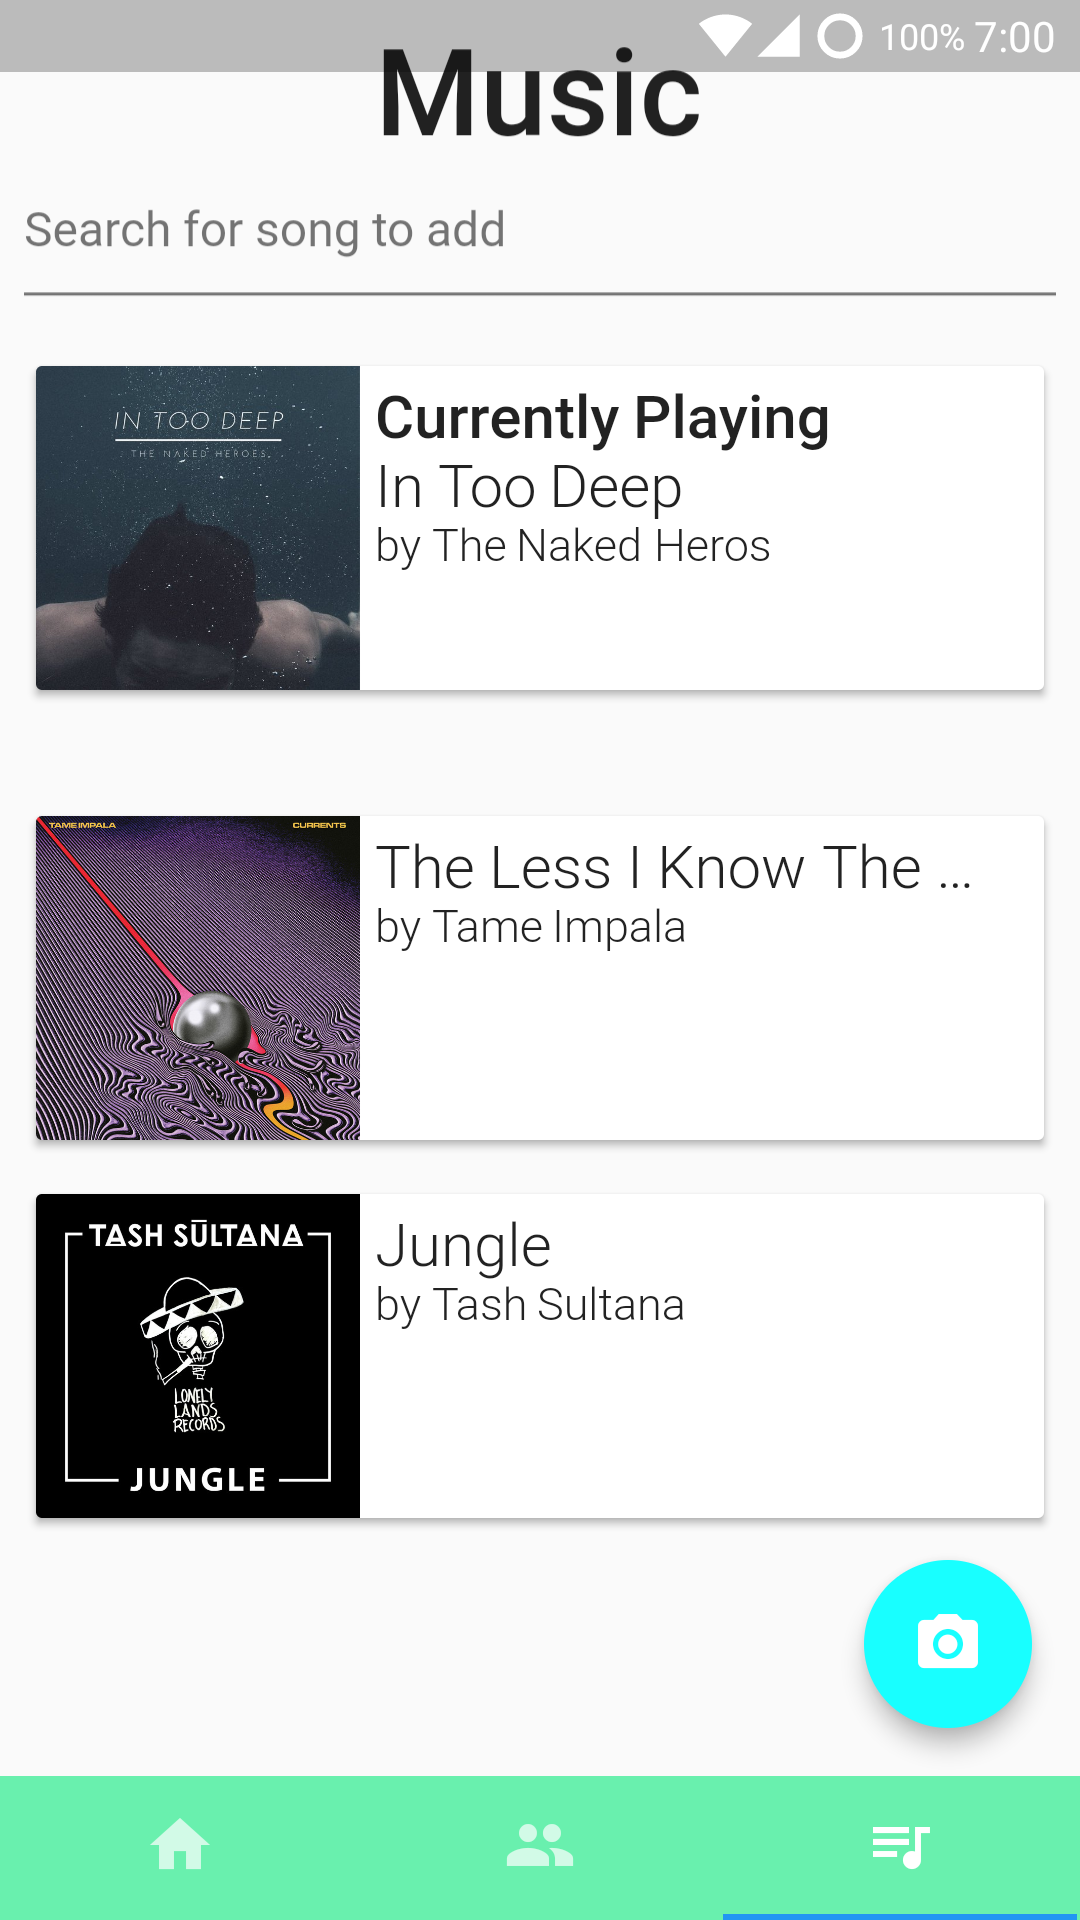 100% 7:00
Music
Search for song to add
IN TOO DEEP
THE NAKED HEROES.
Currently Playing
In Too Deep
by The Naked Heros
TAME IMPALA
CURRENTS
The Less I Know The ...
by Tame Impala
TASH SŪLTANA
LONELY
LANDS
RECORDS
JUNGLE
Jungle
by Tash Sultana